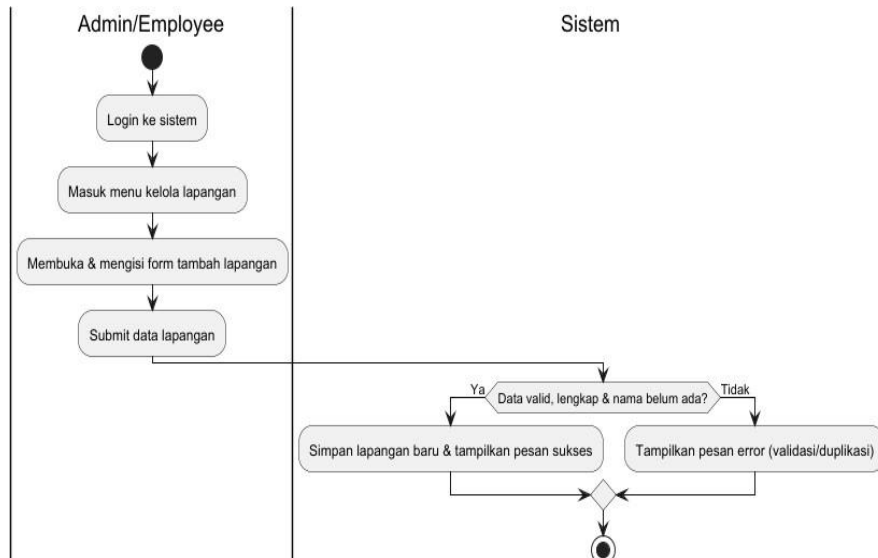 Admin/Employee
Sistem
Login ke sistem
Masuk menu kelola lapangan
Membuka & mengisi form tambah lapangan
Submit data lapangan
Ya
Data valid, lengkap & nama belum ada?
Tidak
Simpan lapangan baru & tampilkan pesan sukses
Tampilkan pesan error (validasi/duplikasi)